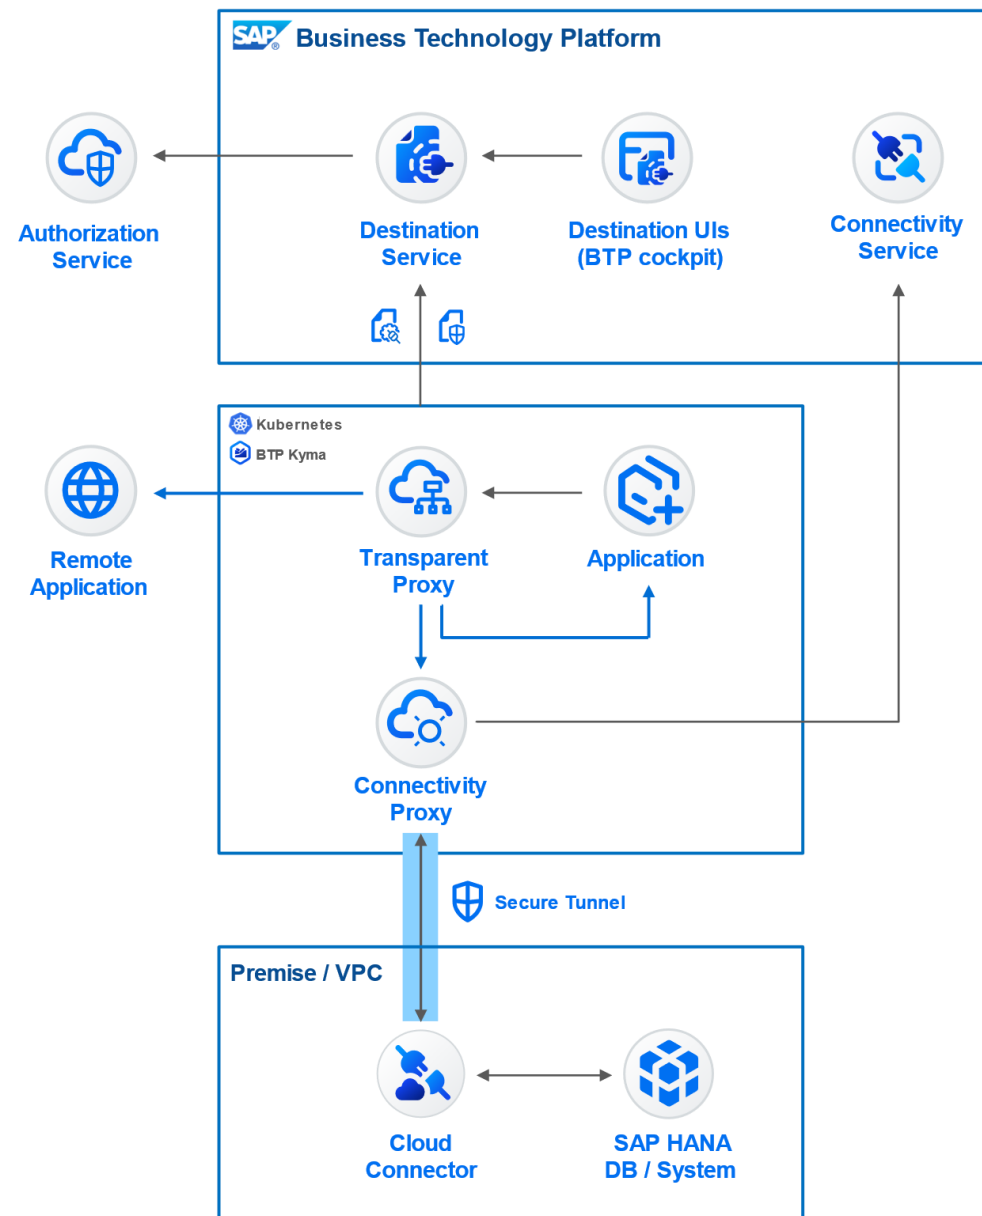 SAP Business Technology Platform
Authorization
Service
Destination
Service
Destination UIs
(BTP cockpit)
Connectivity
Service
Kubernetes
BTP Kyma
Remote
Application
Transparent
Proxy
Application
Connectivity
Proxy
Secure Tunnel
Premise / VPC
Cloud
Connector
SAP HANA
DB / System